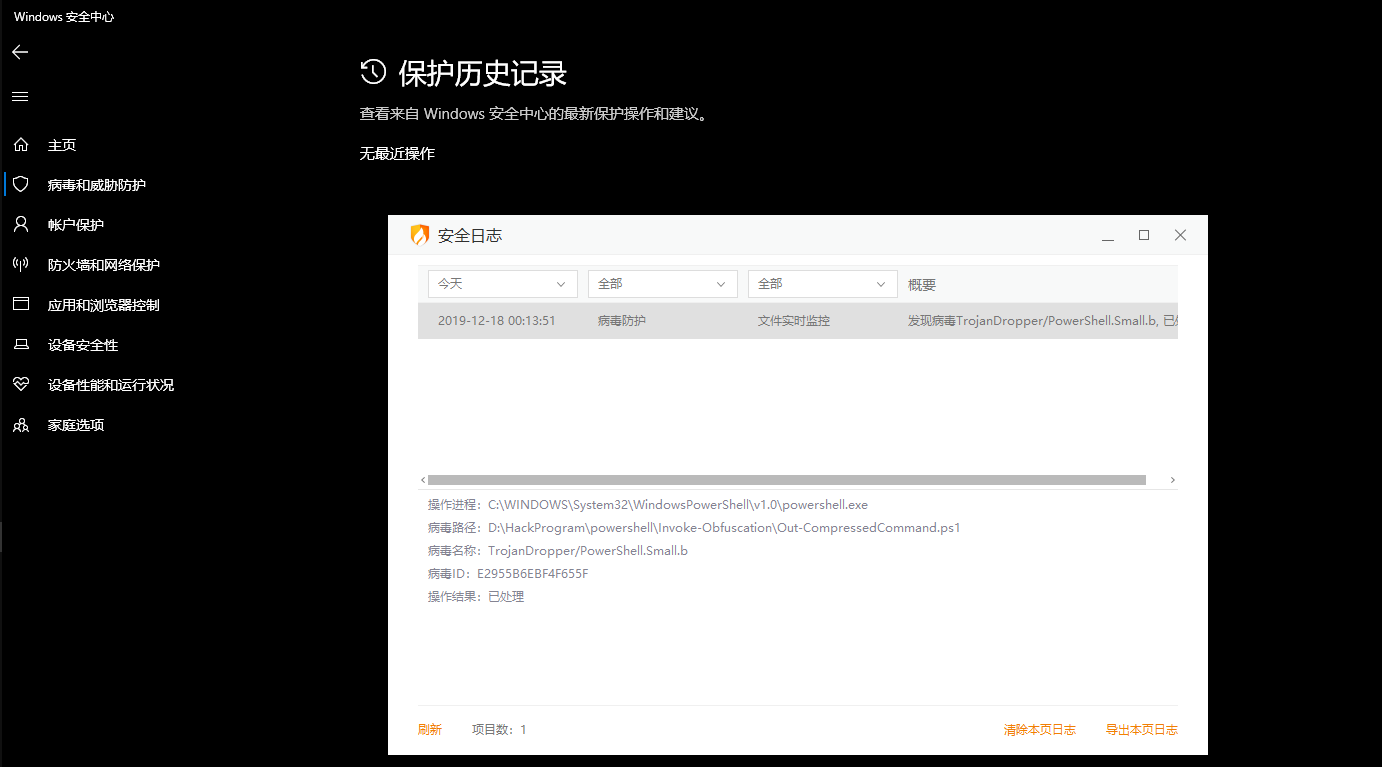 Windows 安全中心
保护历史记录
查看来自 Windows 安全中心的最新保护操作和建议。
无最近操作
主页
病毒和威胁防护
帐户保护
防火墙和网络保护
应用和浏览器控制
设备安全性
设备性能和运行状况
家庭选项
安全日志
今天 全部 全部 概要
2019-12-18 00:13:51 病毒防护 文件实时监控 发现病毒TrojanDropper/PowerShell.Small.b, 已
操作进程：C:\WINDOWS\System32\WindowsPowerShell\v1.0\powershell.exe
病毒路径：D:\HackProgram\powershell\Invoke-Obfuscation\Out-CompressedCommand.ps1
病毒名称：TrojanDropper/PowerShell.Small.b
病毒ID：E2955B6EBF4F655F
操作结果：已处理
刷新 项目数：1 清除本页日志 导出本页日志